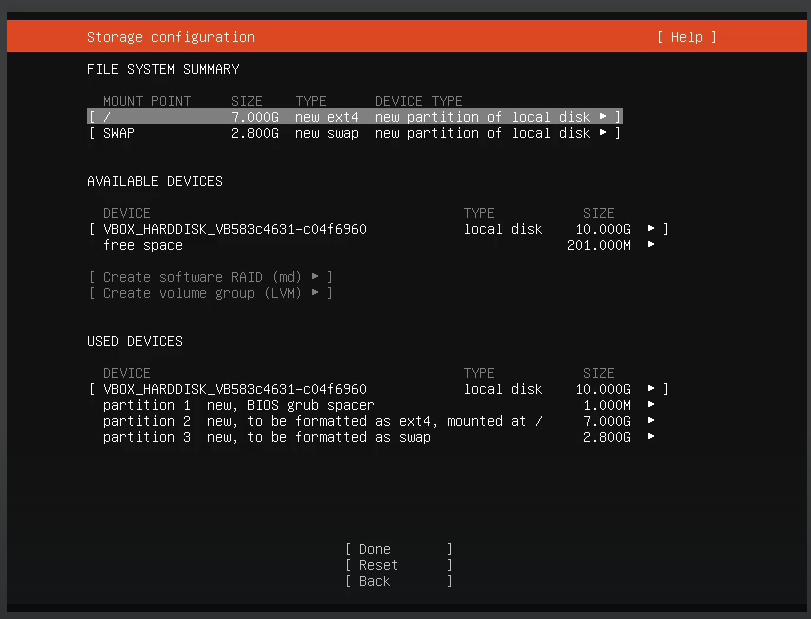 Storage configuration [ Help ]
FILE SYSTEM SUMMARY
MOUNT POINT SIZE TYPE DEVICE TYPE
[ / 7.000G new ext4 new partition of local disk ▸ ]
[ SWAP 2.800G new swap new partition of local disk ▸ ]
AVAILABLE DEVICES
DEVICE TYPE SIZE
[ VBOX_HARDDISK_VB583c4631-c04f6960 local disk 10.000G ▸ ]
free space 201.000M ▸
[ Create software RAID (md) ▸ ]
[ Create volume group (LVM) ▸ ]
USED DEVICES
DEVICE TYPE SIZE
[ VBOX_HARDDISK_VB583c4631-c04f6960 local disk 10.000G ▸ ]
partition 1 new, BIOS grub spacer 1.000M ▸
partition 2 new, to be formatted as ext4, mounted at / 7.000G ▸
partition 3 new, to be formatted as swap 2.800G ▸
[ Done ]
[ Reset ]
[ Back ]